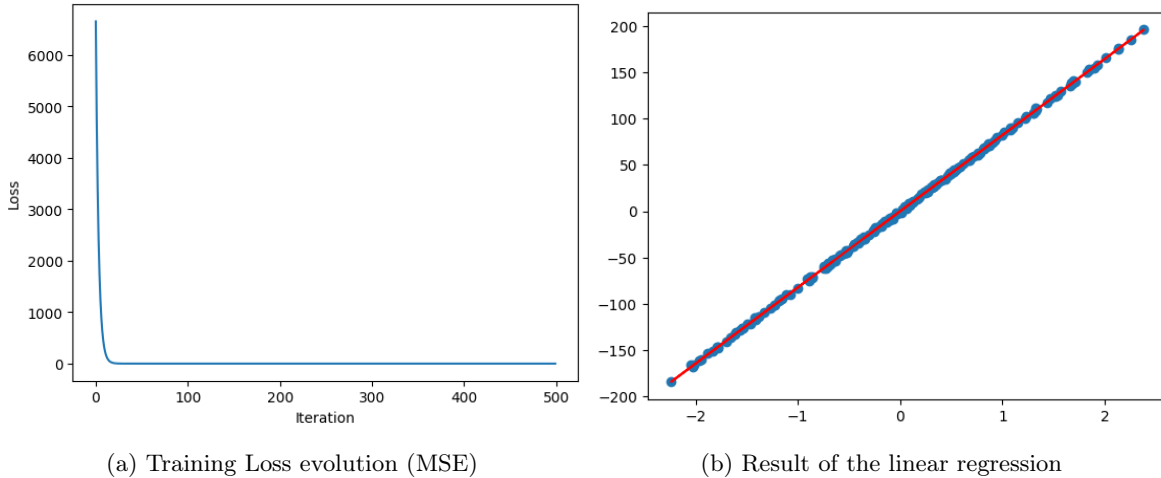 6000
5000
4000
3000
2000
1000
0
Loss
0 100 200 300 400 500
Iteration
(a) Training Loss evolution (MSE)
200
150
100
50
0
−50
−100
−150
−200
−2 −1 0 1 2
(b) Result of the linear regression